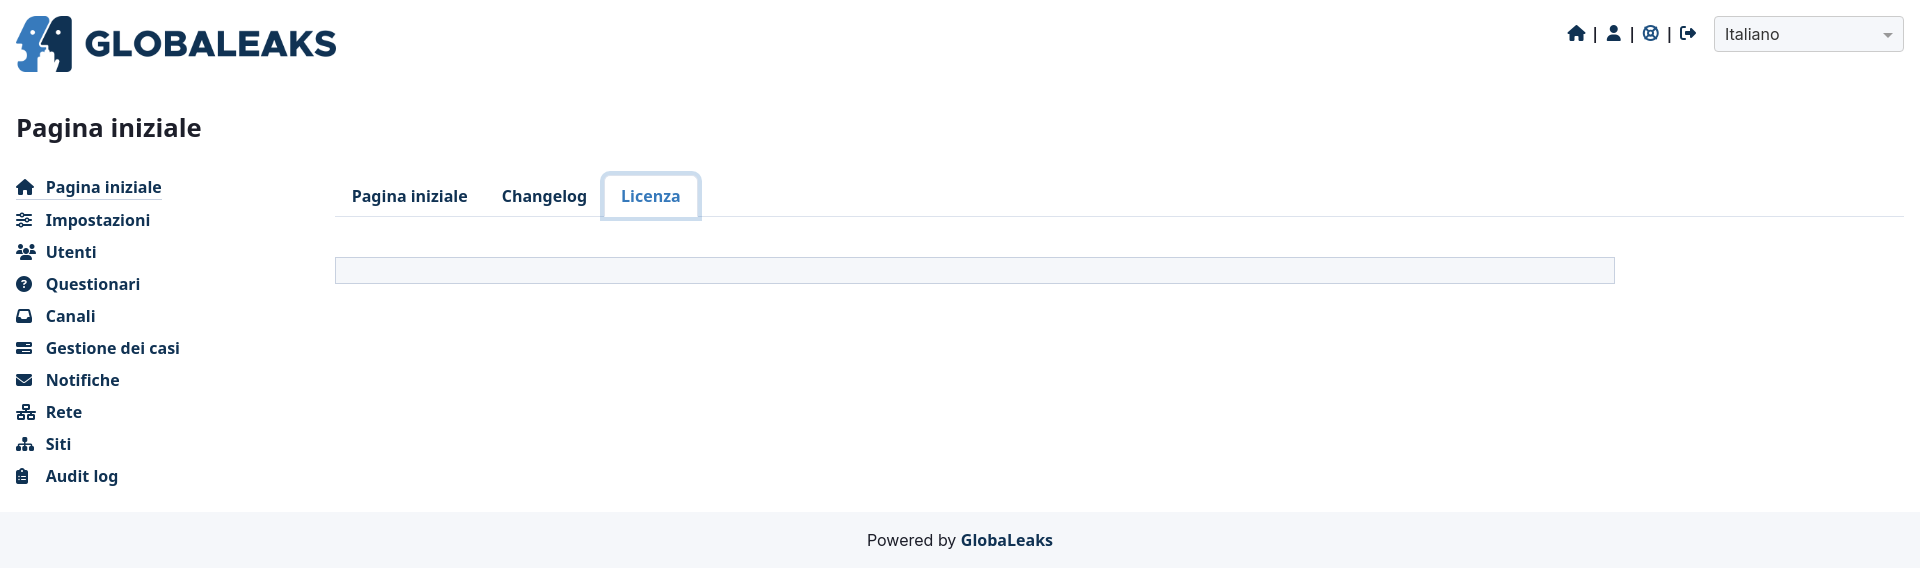 GLOBALEAKS
| | |
Italiano
Pagina iniziale
Pagina iniziale
Impostazioni
Utenti
Questionari
Canali
Gestione dei casi
Notifiche
Rete
Siti
Audit log
Pagina iniziale Changelog Licenza
Powered by GlobaLeaks